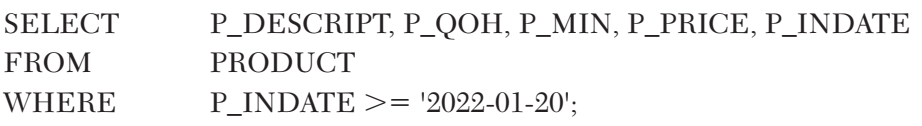 SELECT P_DESCRIPT, P_QOH, P_MIN, P_PRICE, P_INDATE
FROM PRODUCT
WHERE P_INDATE >= '2022-01-20';